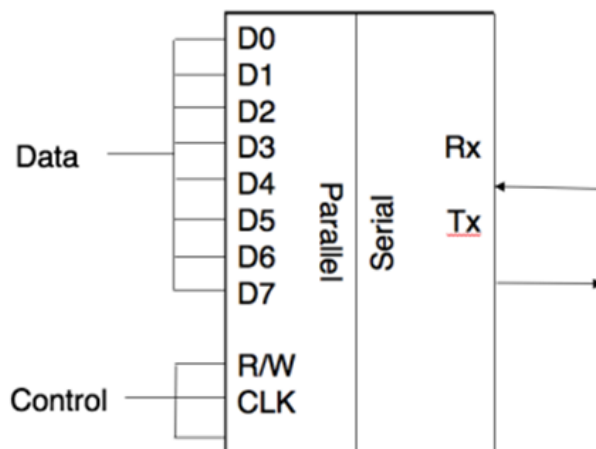 D0
D1
D2
D3
Rx
Data
D4
D5
Tx
D6
D7
Parallel
Serial
R/W
Control
CLK